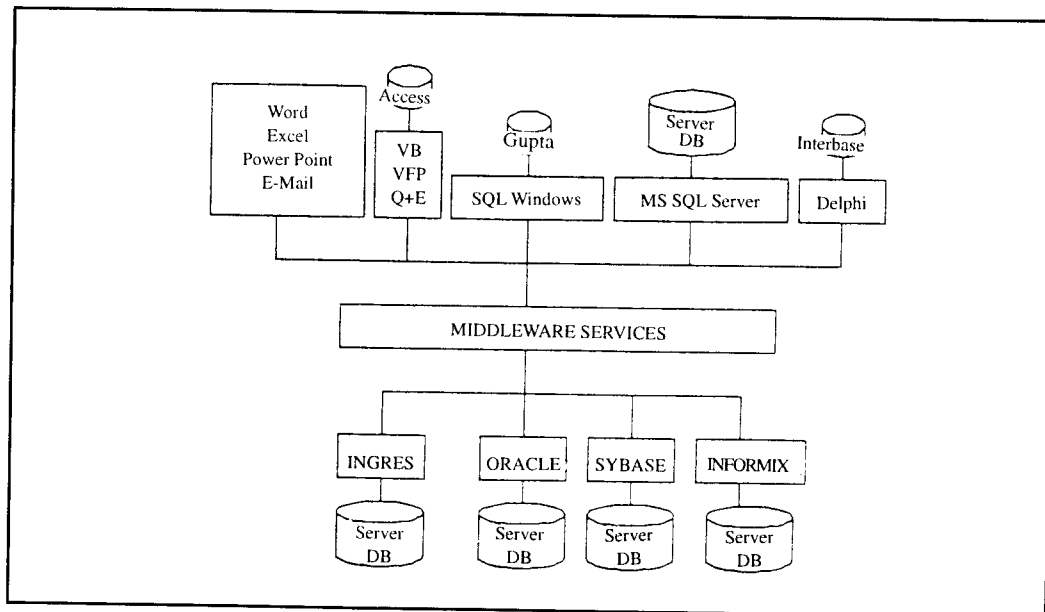 Word
Excel
Power Point
E-Mail
Access
VB
VFP
Q+E
Gupta
SQL Windows
Server
DB
MS SQL Server
Interbase
Delphi
MIDDLEWARE SERVICES
INGRES
ORACLE
SYBASE
INFORMIX
Server
DB
Server
DB
Server
DB
Server
DB